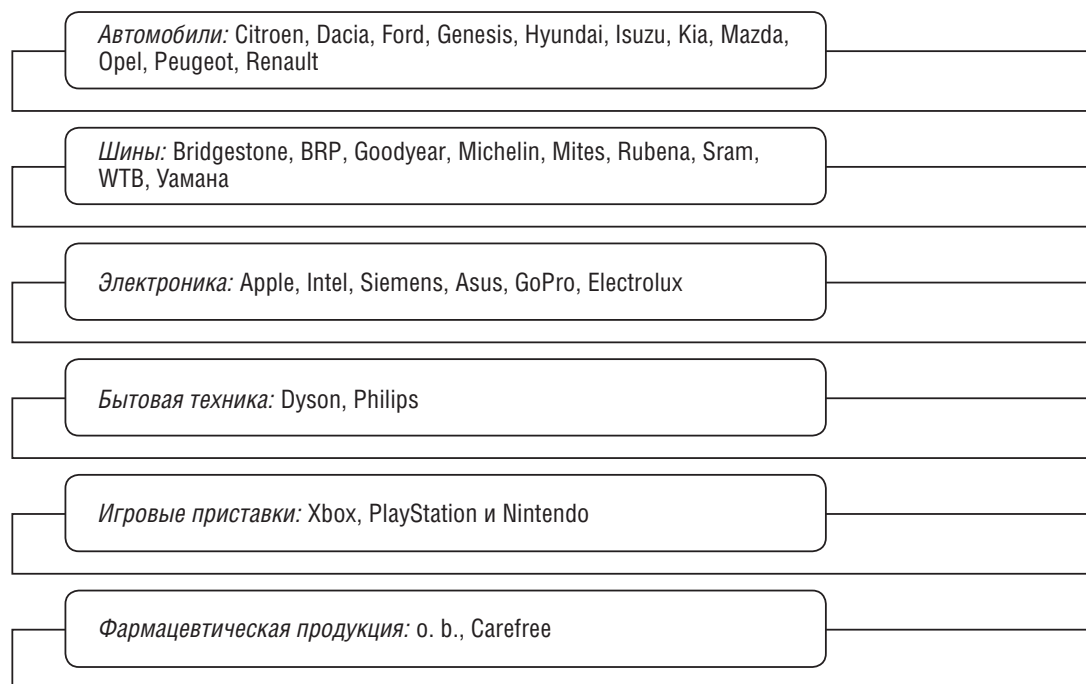 Автомобили: Citroen, Dacia, Ford, Genesis, Hyundai, Isuzu, Kia, Mazda,
Opel, Peugeot, Renault
Шины: Bridgestone, BRP, Goodyear, Michelin, Mites, Rubena, Sram,
WTB, Уамана
Электроника: Apple, Intel, Siemens, Asus, GoPro, Electrolux
Бытовая техника: Dyson, Philips
Игровые приставки: Xbox, PlayStation и Nintendo
Фармацевтическая продукция: o. b., Carefree